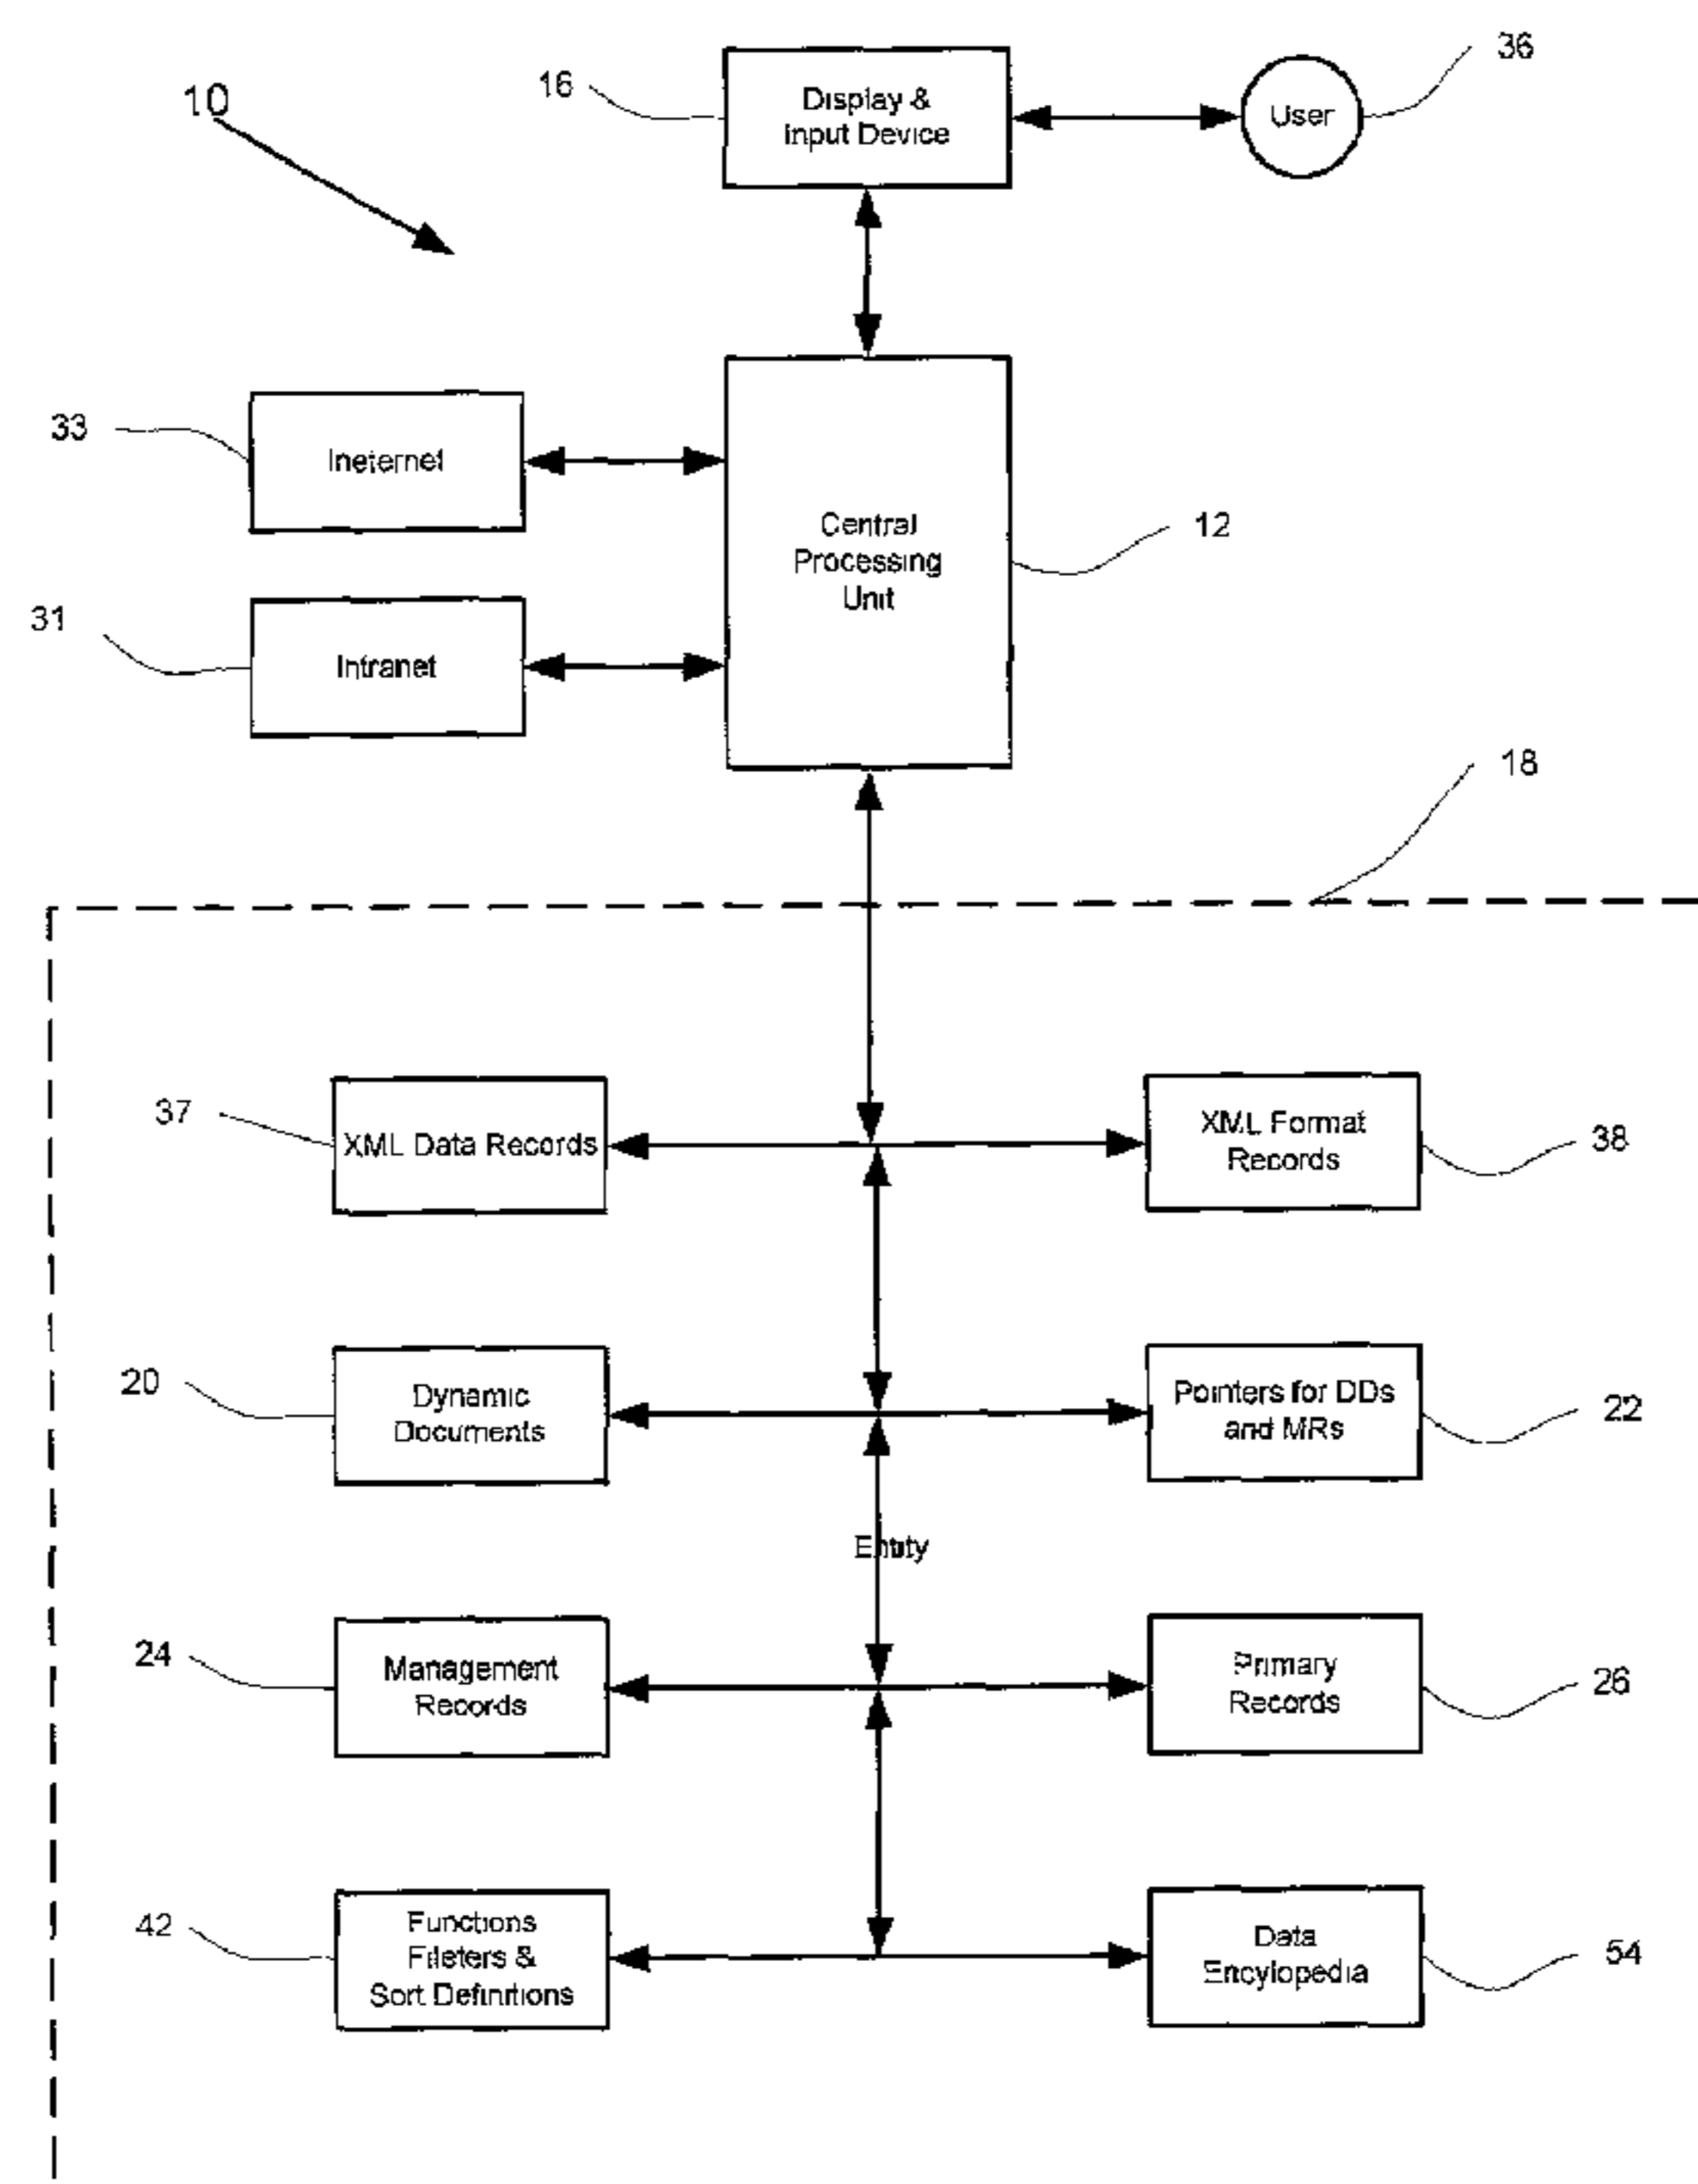 10
16
Display &
Input Device
User
36
33
Ineternet
Central
Processing
Unit
12
31
Intranet
18
37
XML Data Records
XML Format
Records
38
20
Dynamic
Documents
Pointers for DDs
and MRs
22
Entity
24
Management
Records
Primary
Records
26
42
Functions
Fileters &
Sort Definitions
Data
Encylopedia
54